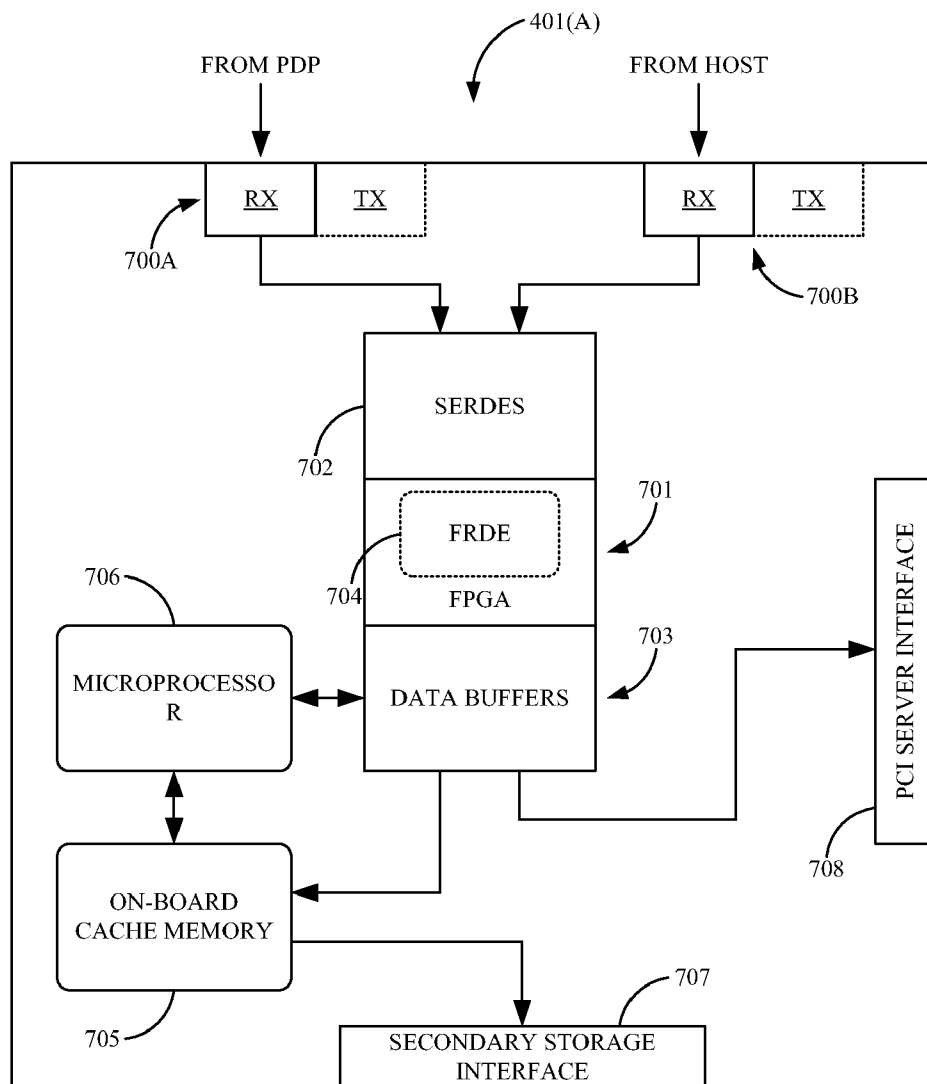 401(A)
FROM PDP
FROM HOST
RX
TX
RX
TX
700A
700B
SERDES
702
701
FRDE
704
FPGA
706
703
MICROPROCESSO
R
DATA BUFFERS
PCI SERVER INTERFACE
708
ON-BOARD
CACHE MEMORY
705
707
SECONDARY STORAGE
INTERFACE